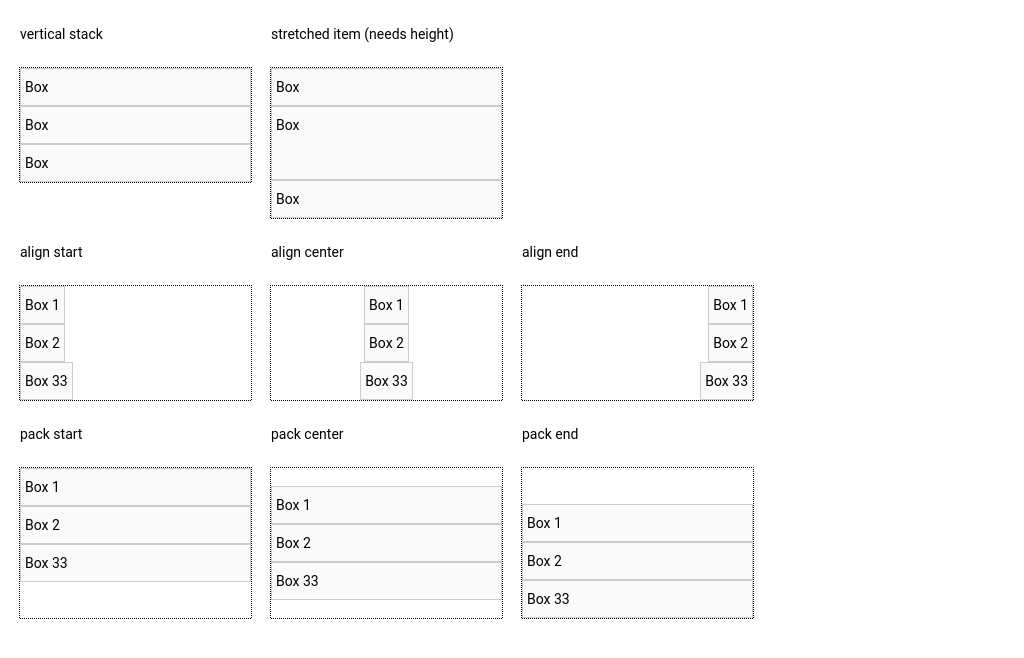 vertical stack
Box
Box
Box
stretched item (needs height)
Box
Box
Box
align start
Box 1
Box 2
Box 33
align center
Box 1
Box 2
Box 33
align end
Box 1
Box 2
Box 33
pack start
Box 1
Box 2
Box 33
pack center
Box 1
Box 2
Box 33
pack end
Box 1
Box 2
Box 33